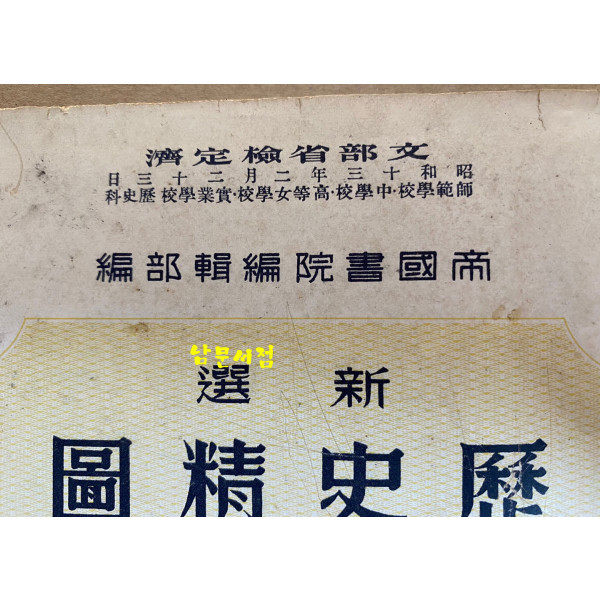 文部省檢定濟
昭和十三年二月二十三日
師範學校·中學校·高等女學校·實業學校 歷史科
帝國書院編輯部編
남문서점
新選
歷史精圖